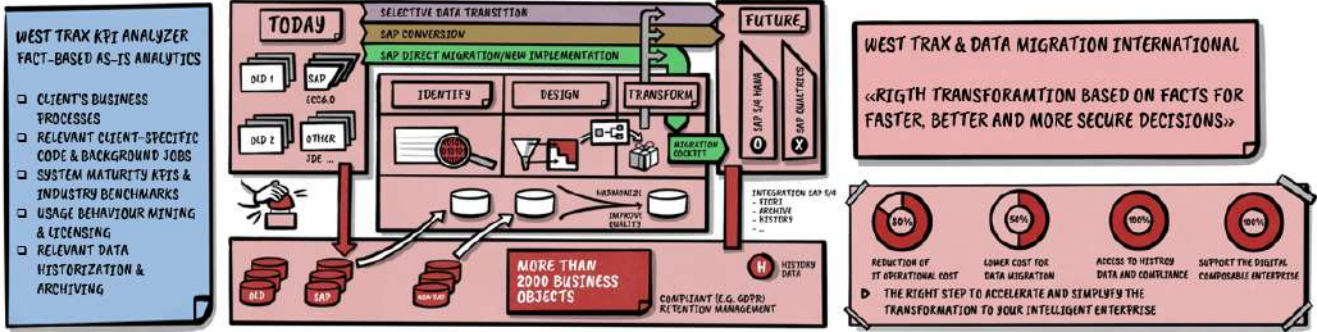 WEST TRAX KPI ANALYZER
FACT-BASED AS-IS ANALYTICS
CLIENT'S BUSINESS
PROCESSES
RELEVANT CLIENT-SPECIFIC
CODE & BACKGROUND JOBS
SYSTEM MATURITY KPIS &
INDUSTRY BENCHMARKS
USAGE BEHAVIOUR MINING
& LICENSING
RELEVANT DATA
HISTORIZATION &
ARCHIVING
TODAY
SELECTIVE DATA TRANSITION
SAP CONVERSION
SAP DIRECT MIGRATION/NEW IMPLEMENTATION
FUTURE
OLD 1
SAP
ECC6.0
OLD 2
OTHER
JDE ...
IDENTIFY
DESIGN
TRANSFORM
MIGRATION
COCKPIT
SAP S/4 HANA
O
SAP QUALTRICS
X
HARMONIZE
IMPROVE
QUALITY
INTEGRATION SAP S/4
- FIORI
- ARCHIVE
- HISTORY
- ...
OLD
SAP
NON-SAP
MORE THAN
2000 BUSINESS
OBJECTS
H
HISTORY
DATA
COMPLIANT (E.G. GDPR)
RETENTION MANAGEMENT
WEST TRAX & DATA MIGRATION INTERNATIONAL
«RIGTH TRANSFORAMTION BASED ON FACTS FOR
FASTER, BETTER AND MORE SECURE DECISIONS»
80%
50%
100%
100%
REDUCTION OF
IT OPERATIONAL COST
LOWER COST FOR
DATA MIGRATION
ACCESS TO HISTRCY
DATA AND COMPLIANCE
SUPPORT THE DIGITAL
COMPOSABLE ENTERPRISE
THE RIGHT STEP TO ACCELERATE AND SIMPLYFY THE
TRANSFORMATION TO YOUR INTELLIGENT ENTERPRISE